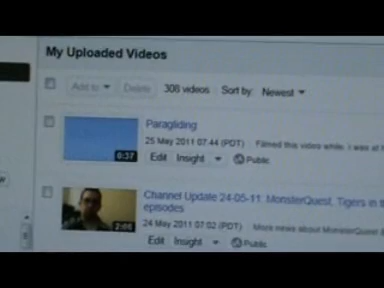 My Uploaded Videos
Add to Delete 308 videos Sort by: Newest
Paragliding
25 May 2011 07:44 (PDT) Filmed this video while. I was at
0:37
Edit Insight Public
Channel Update 24-05-11: MonsterQuest, Tigers in
episodes
24 May 2011 07:02 (PDT) More news about MonsterQuest
2:66
Edit Insight Public